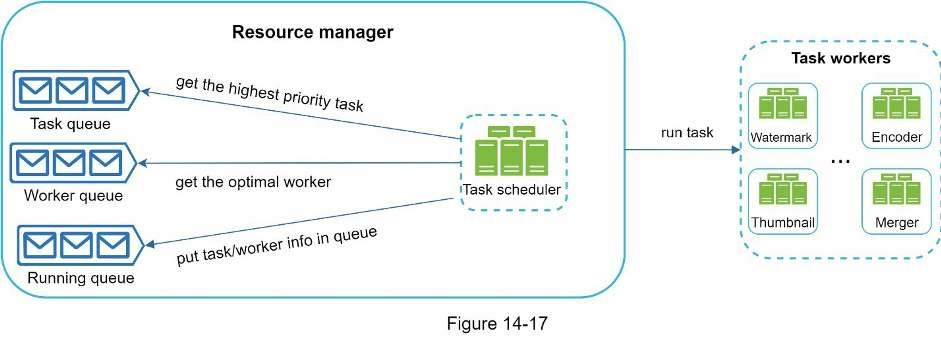 Resource manager
get the highest priority task
Task queue
Worker queue
get the optimal worker
Task scheduler
put task/worker info in queue
Running queue
run task
Task workers
Watermark
Encoder
...
Thumbnail
Merger
Figure 14-17